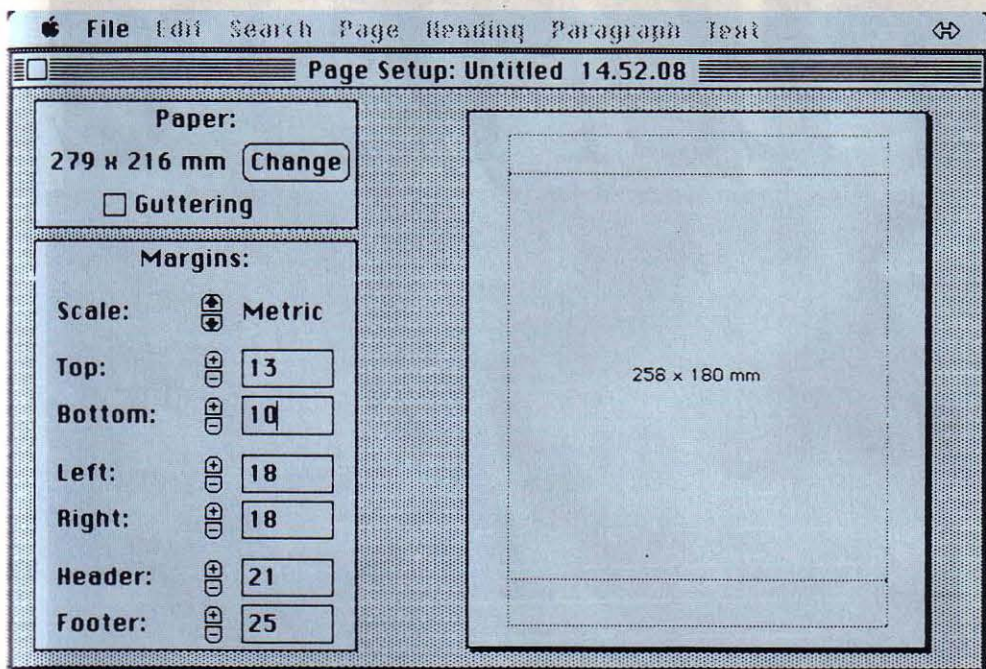 File Edit Search Page Heading Paragraph Text
Page Setup: Untitled 14.52.08
Paper:
279 x 216 mm Change
Guttering
Margins:
Scale: Metric
Top: 13
Bottom: 10
Left: 18
Right: 18
Header: 21
Footer: 25
258 x 180 mm